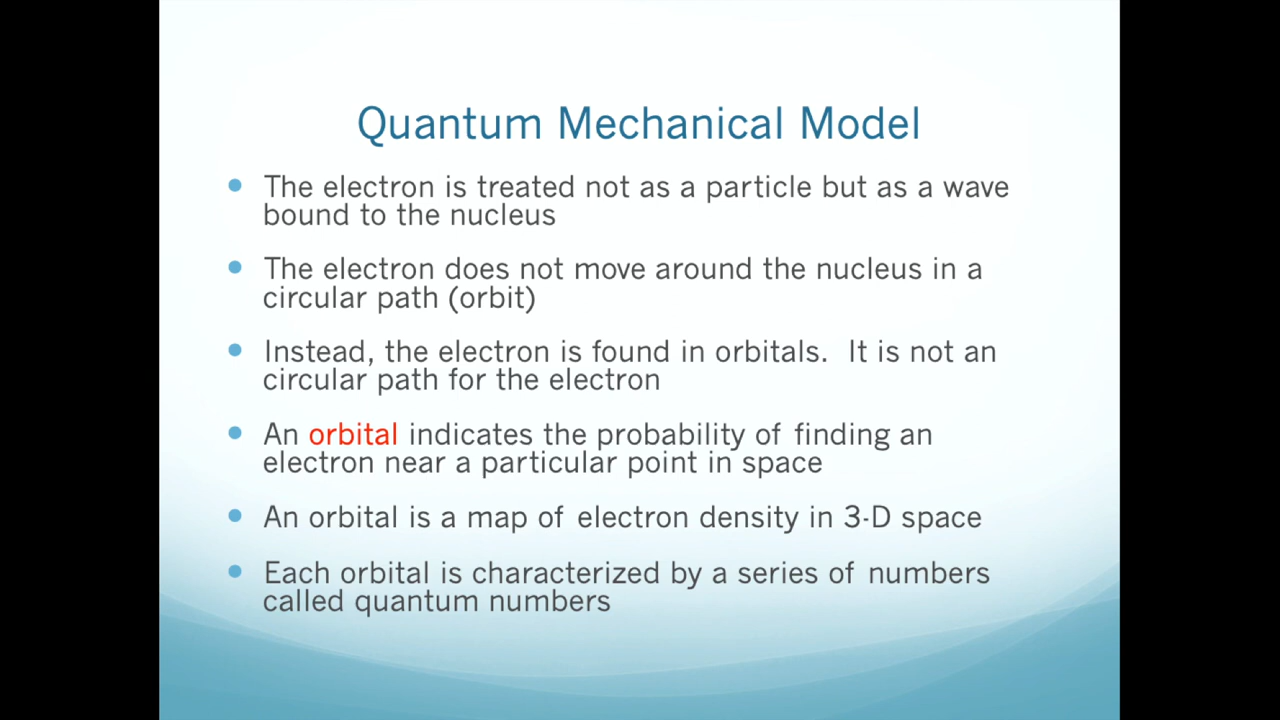 Quantum Mechanical Model
• The electron is treated not as a particle but as a wave
bound to the nucleus
• The electron does not move around the nucleus in a
circular path (orbit)
• Instead, the electron is found in orbitals.  It is not an
circular path for the electron
• An orbital indicates the probability of finding an
electron near a particular point in space
• An orbital is a map of electron density in 3-D space
• Each orbital is characterized by a series of numbers
called quantum numbers